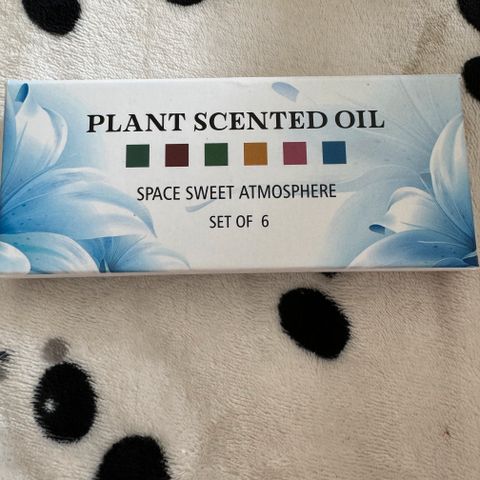 PLANT SCENTED OIL
SPACE SWEET ATMOSPHERE
SET OF 6